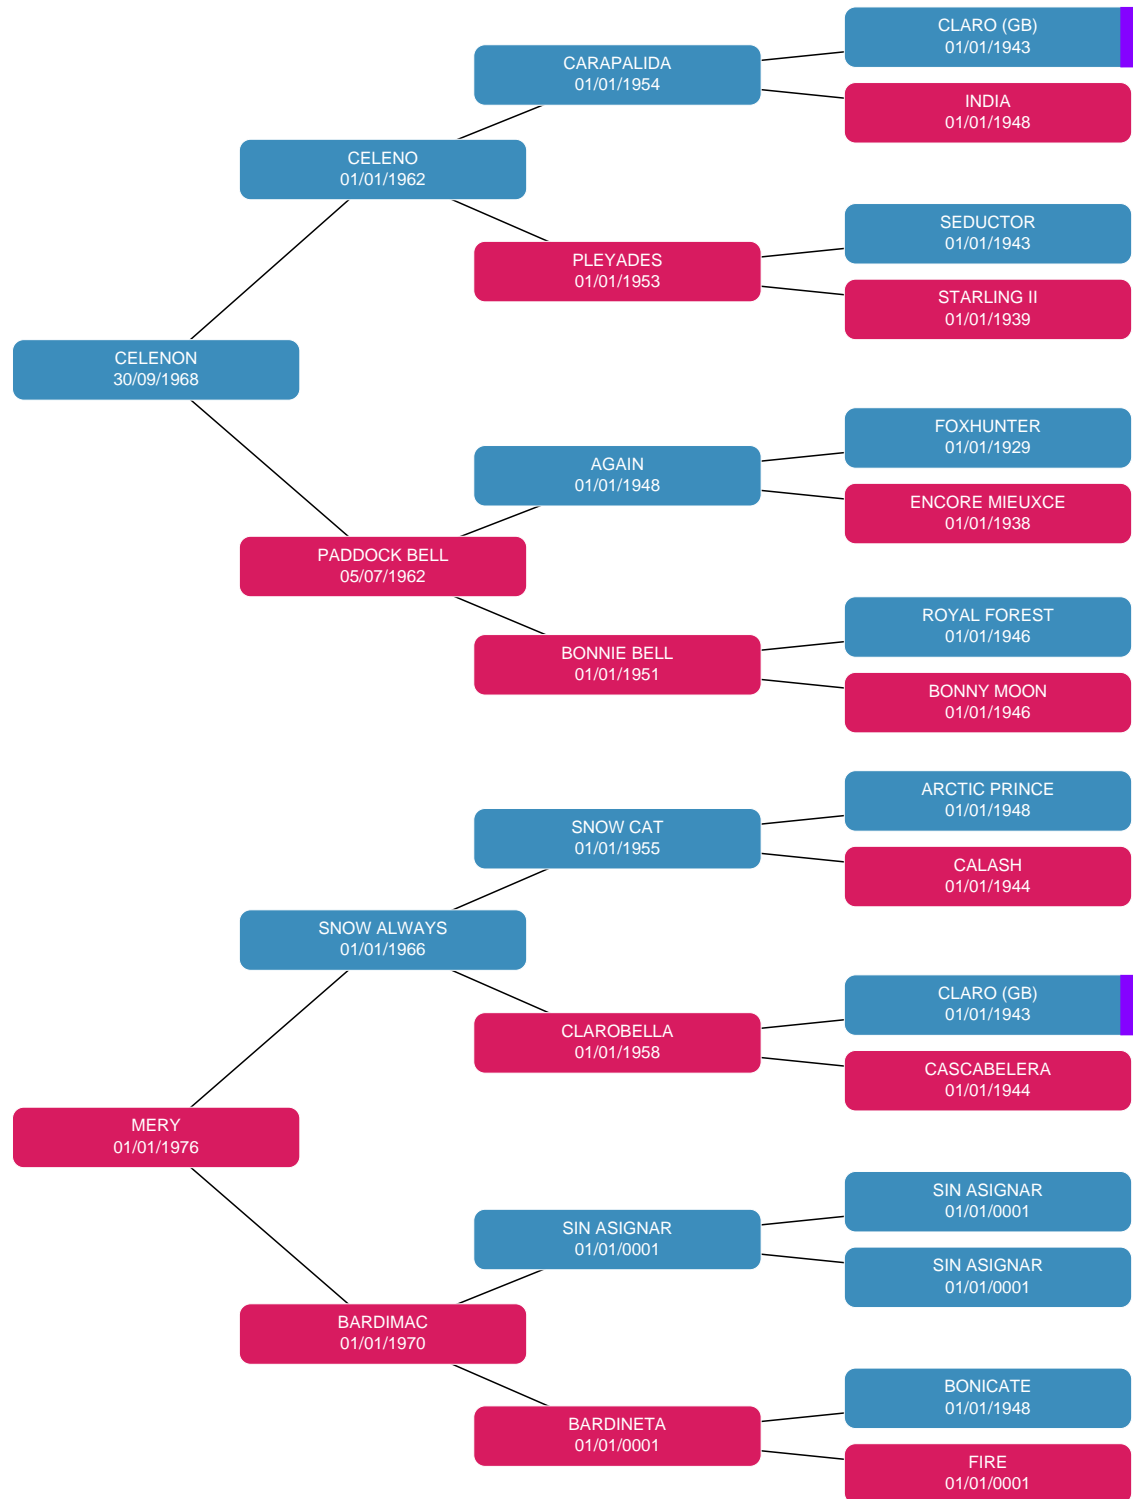 CLARO (GB)
01/01/1943
CARAPALIDA
01/01/1954
INDIA
01/01/1948
CELENO
01/01/1962
SEDUCTOR
01/01/1943
PLEYADES
01/01/1953
STARLING II
01/01/1939
CELENON
30/09/1968
FOXHUNTER
01/01/1929
AGAIN
01/01/1948
ENCORE MIEUXCE
01/01/1938
PADDOCK BELL
05/07/1962
ROYAL FOREST
01/01/1946
BONNIE BELL
01/01/1951
BONNY MOON
01/01/1946
ARCTIC PRINCE
01/01/1948
SNOW CAT
01/01/1955
CALASH
01/01/1944
SNOW ALWAYS
01/01/1966
CLARO (GB)
01/01/1943
CLAROBELLA
01/01/1958
CASCABELERA
01/01/1944
MERY
01/01/1976
SIN ASIGNAR
01/01/0001
SIN ASIGNAR
01/01/0001
SIN ASIGNAR
01/01/0001
BARDIMAC
01/01/1970
BONICATE
01/01/1948
BARDINETA
01/01/0001
FIRE
01/01/0001